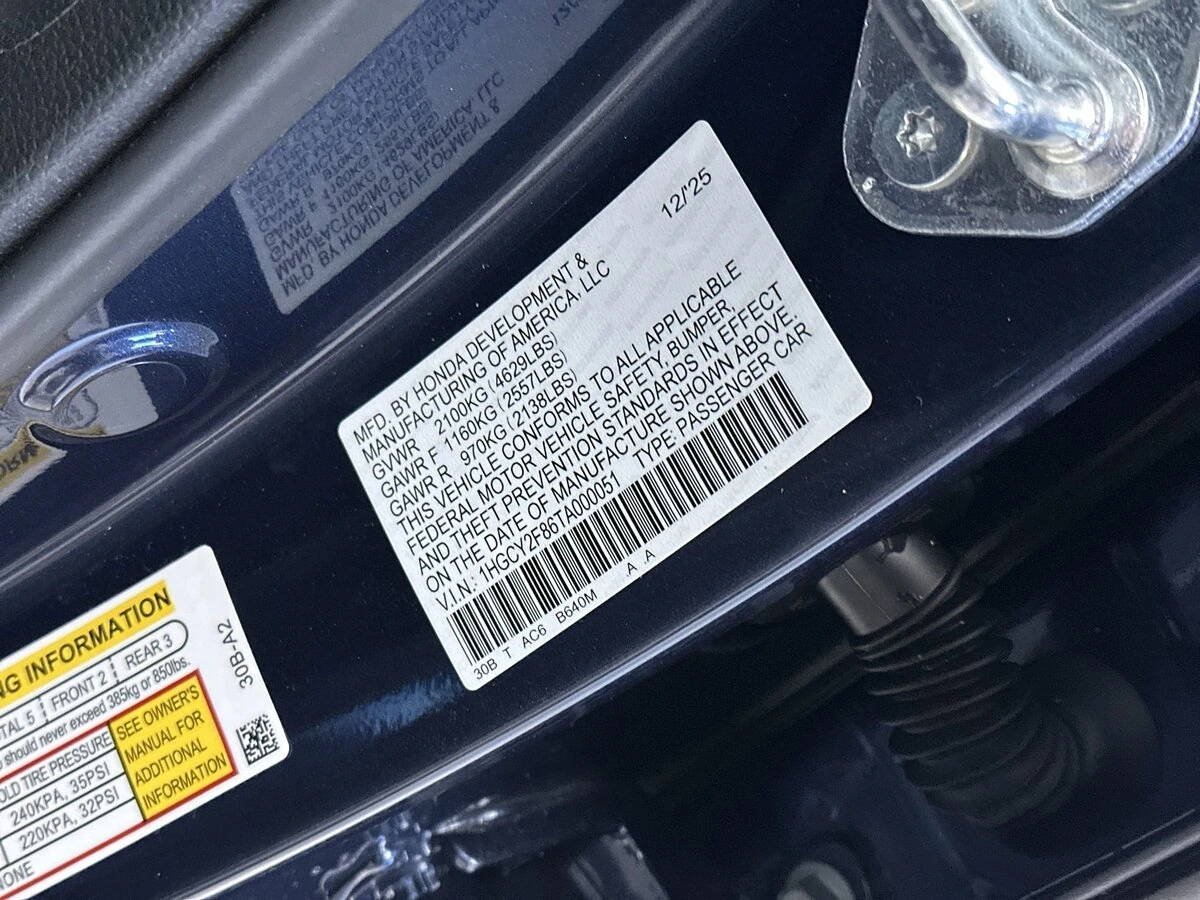 12/'25
MFD. BY HONDA DEVELOPMENT &
MANUFACTURING OF AMERICA, LLC
GVWR 2100KG(4629LBS)
GAWR F 1160KG(2557LBS)
GAWR R 970KG(2138LBS)
THIS VEHICLE CONFORMS TO ALL APPLICABLE
FEDERAL MOTOR VEHICLE SAFETY, BUMPER,
AND THEFT PREVENTION STANDARDS IN EFFECT
ON THE DATE OF MANUFACTURE SHOWN ABOVE.
V.I.N: 1HGCY2F86TA000051 TYPE PASSENGER CAR
30B T AC6 B640M A A
NG INFORMATION
TAL 5 FRONT 2 REAR 3
should never exceed 385kg or 850lbs.
OLD TIRE PRESSURE
240KPA, 35PSI
220KPA, 32PSI
NONE
SEE OWNER'S
MANUAL FOR
ADDITIONAL
INFORMATION
30B-A2